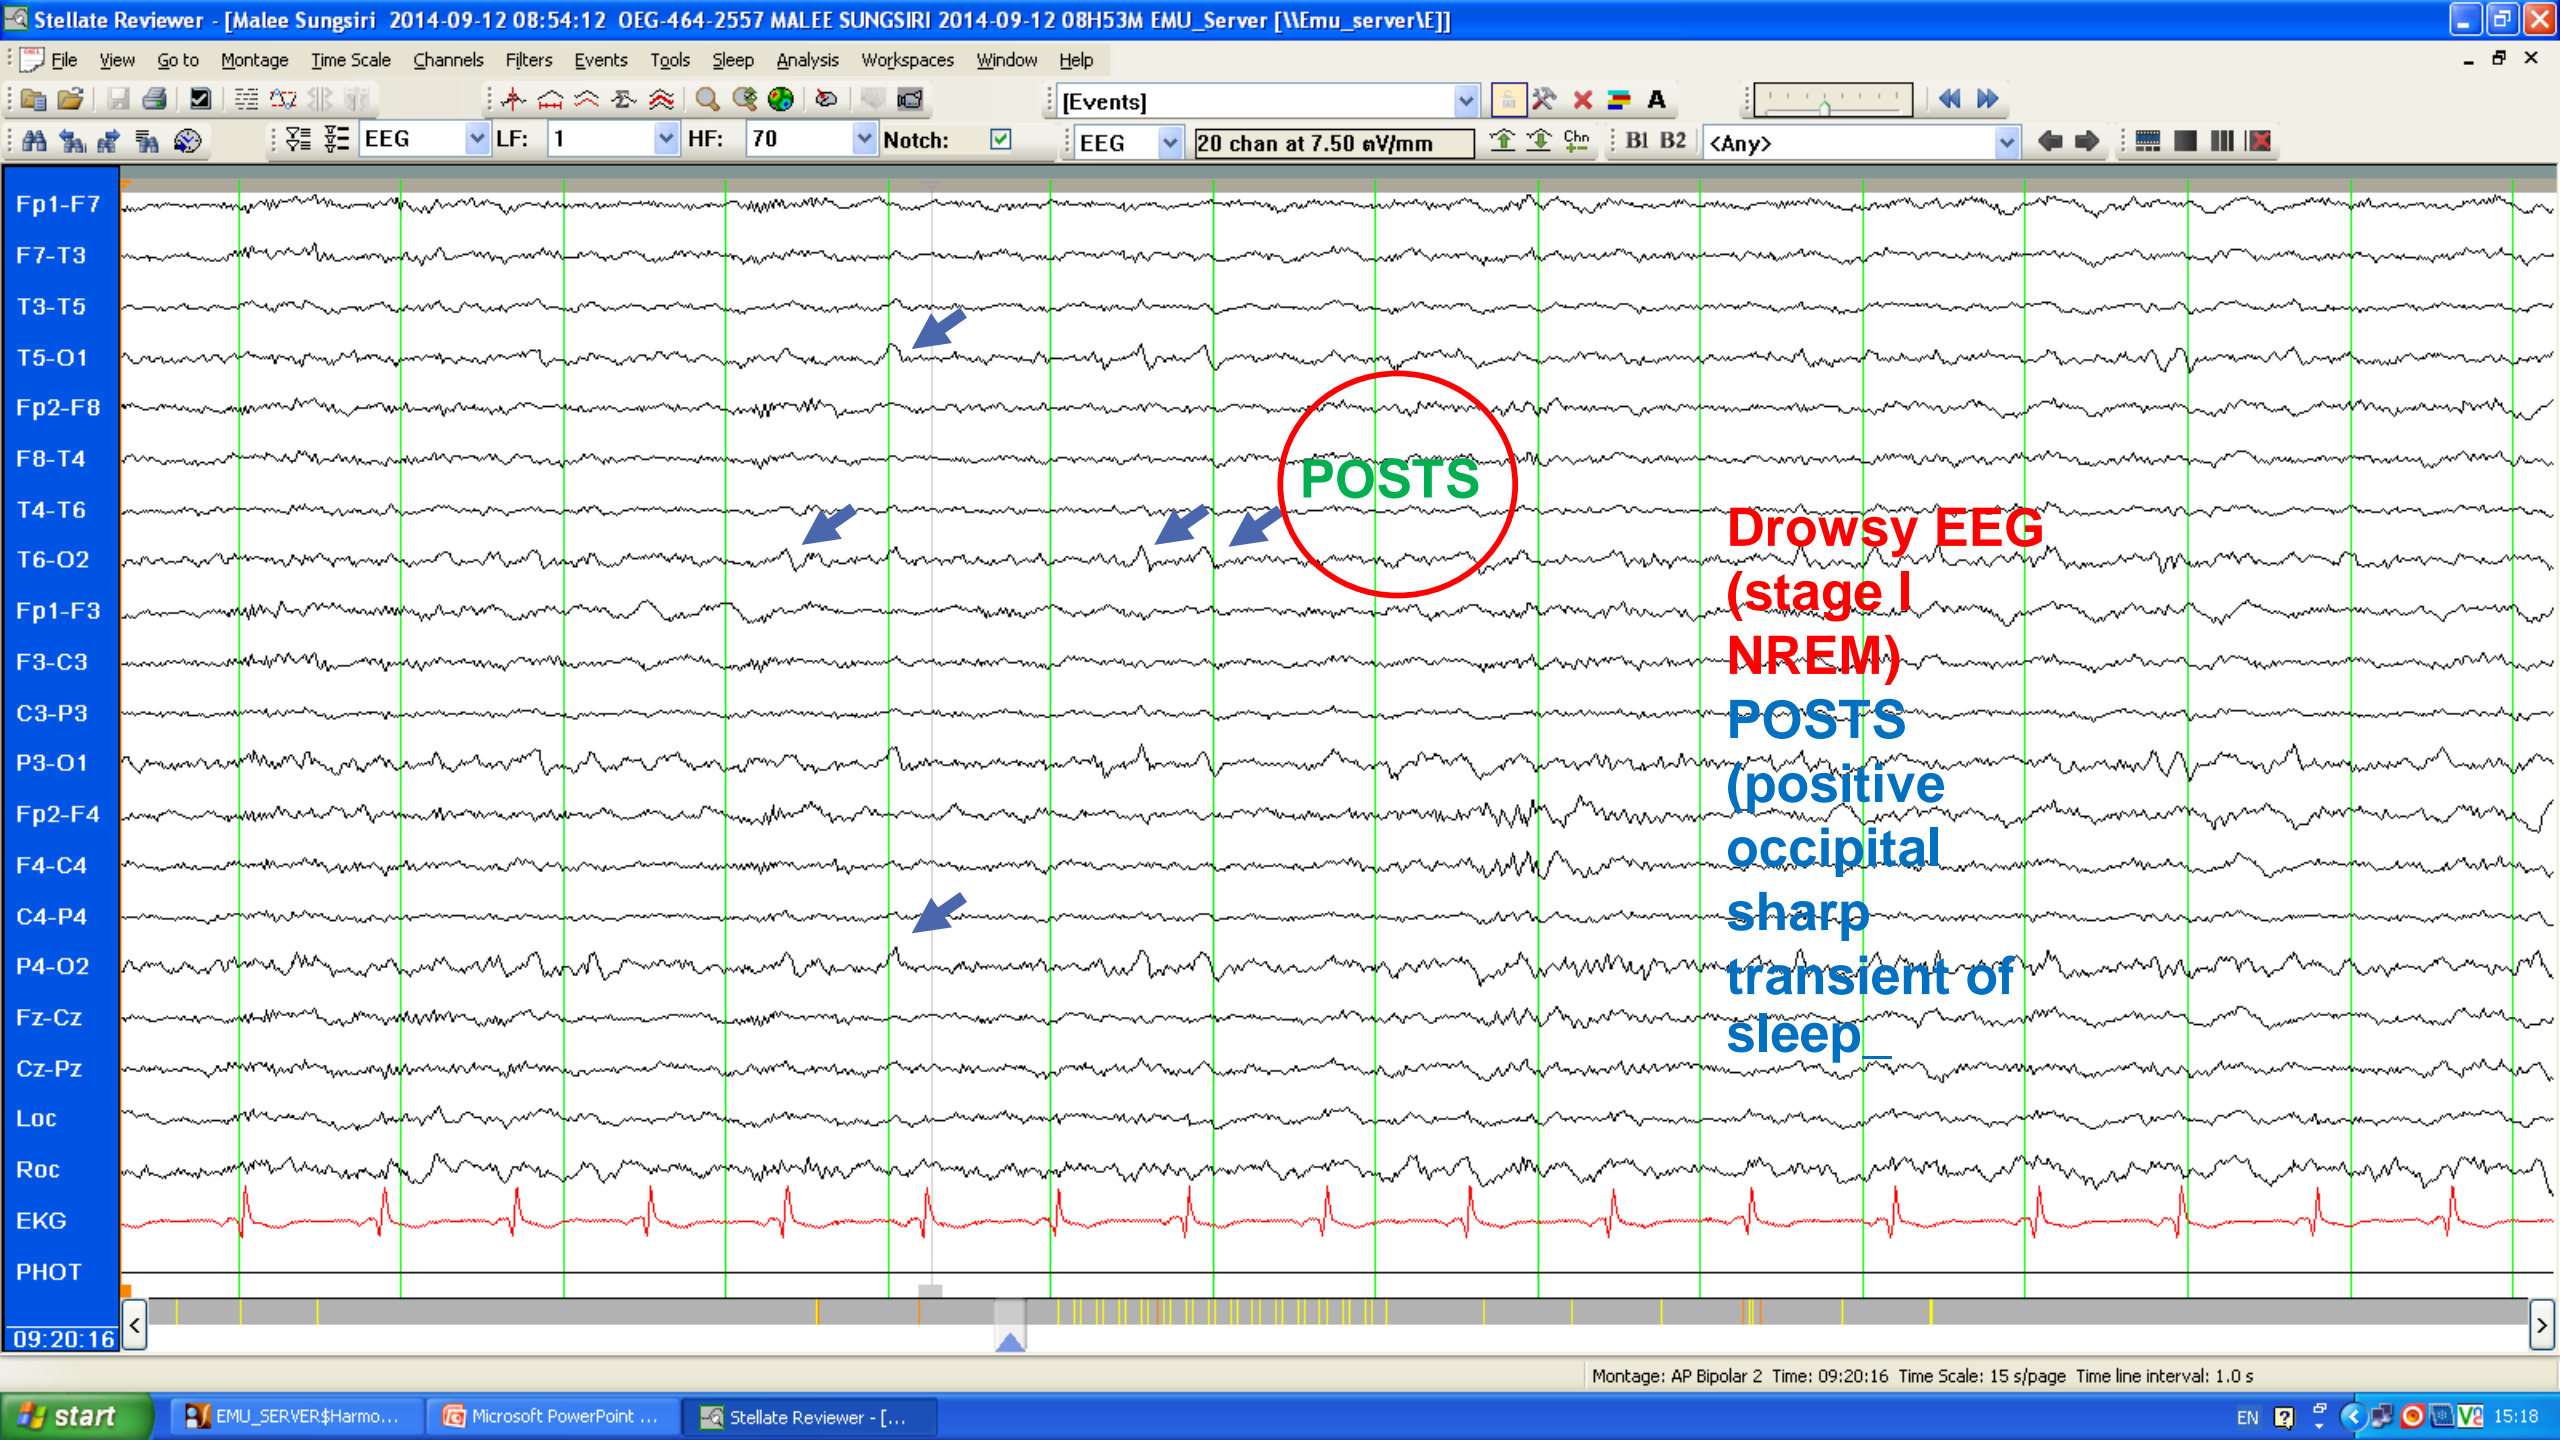 Stellate Reviewer - [Malee Sungsiri 2014-09-12 08:54:12 OEG-464-2557 MALEE SUNGSIRI 2014-09-12 08H53M EMU_Server [\\Emu_server\E]]
File View Go to Montage Time Scale Channels Filters Events Tools Sleep Analysis Workspaces Window Help
[Events] A
EEG LF: 1 HF: 70 Notch: EEG 20 chan at 7.50 คV/mm Chn B1 B2 <Any>
Fp1-F7
F7-T3
T3-T5
T5-O1
Fp2-F8
F8-T4
T4-T6
T6-O2
Fp1-F3
F3-C3
C3-P3
P3-O1
Fp2-F4
F4-C4
C4-P4
P4-O2
Fz-Cz
Cz-Pz
Loc
Roc
EKG
PHOT
09:20:16
POSTS
Drowsy EEG
(stage I
NREM)
POSTS
(positive
occipital
sharp
transient of
sleep_
Montage: AP Bipolar 2 Time: 09:20:16 Time Scale: 15 s/page Time line interval: 1.0 s
start EMU_SERVER$Harmo... Microsoft PowerPoint ... Stellate Reviewer - [... EN 15:18